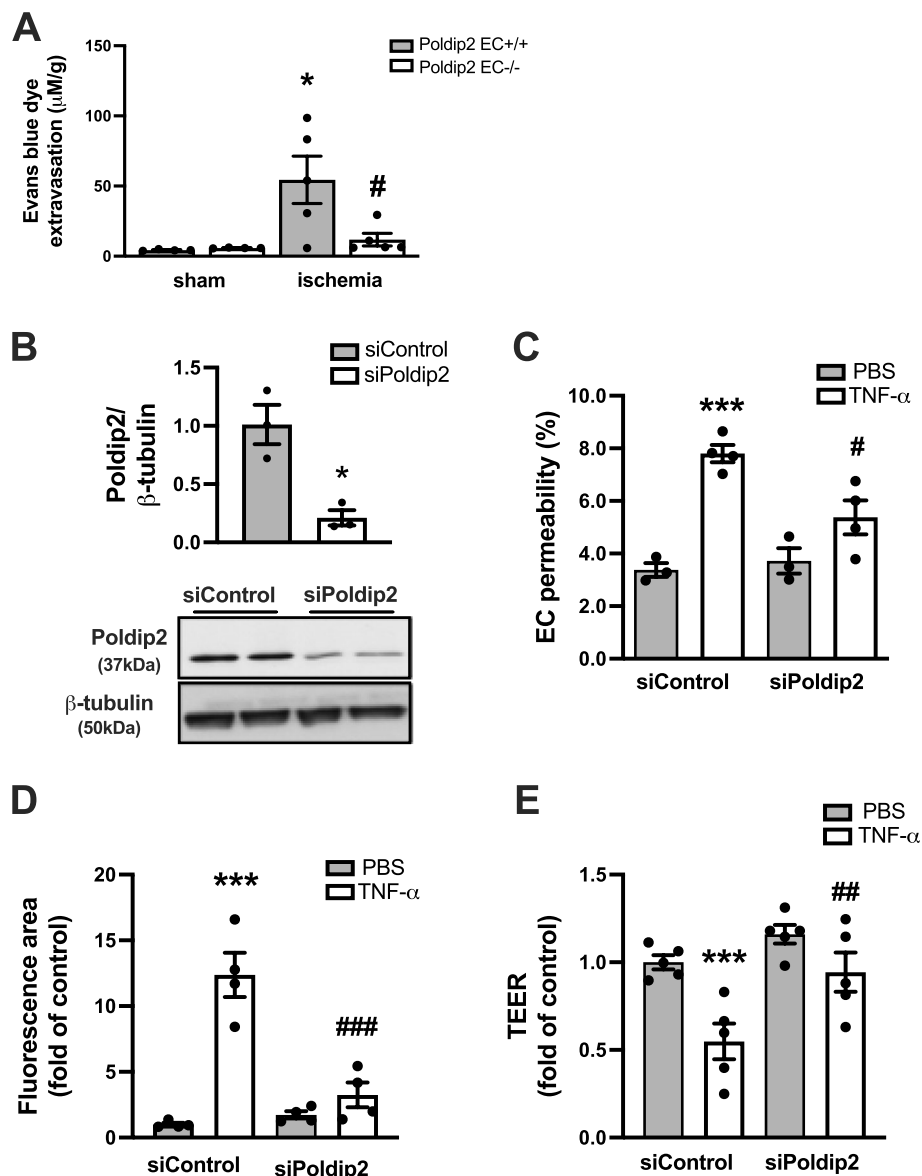 A
Poldip2 EC+/+
Poldip2 EC-/-
Evans blue dye
extravasation (μM/g)
150
100
50
0
*
#
sham
ischemia
B
siControl
siPoldip2
Poldip2/
β-tubulin
1.5
1.0
0.5
0.0
*
siControl
siPoldip2
Poldip2
(37kDa)
β-tubulin
(50kDa)
C
PBS
TNF-α
EC permeability (%)
10.0
8.0
6.0
4.0
2.0
0.0
***
#
siControl
siPoldip2
D
PBS
TNF-α
Fluorescence area
(fold of control)
20
15
10
5
0
***
###
siControl
siPoldip2
E
PBS
TNF-α
TEER
(fold of control)
1.5
1.0
0.5
0.0
***
##
siControl
siPoldip2